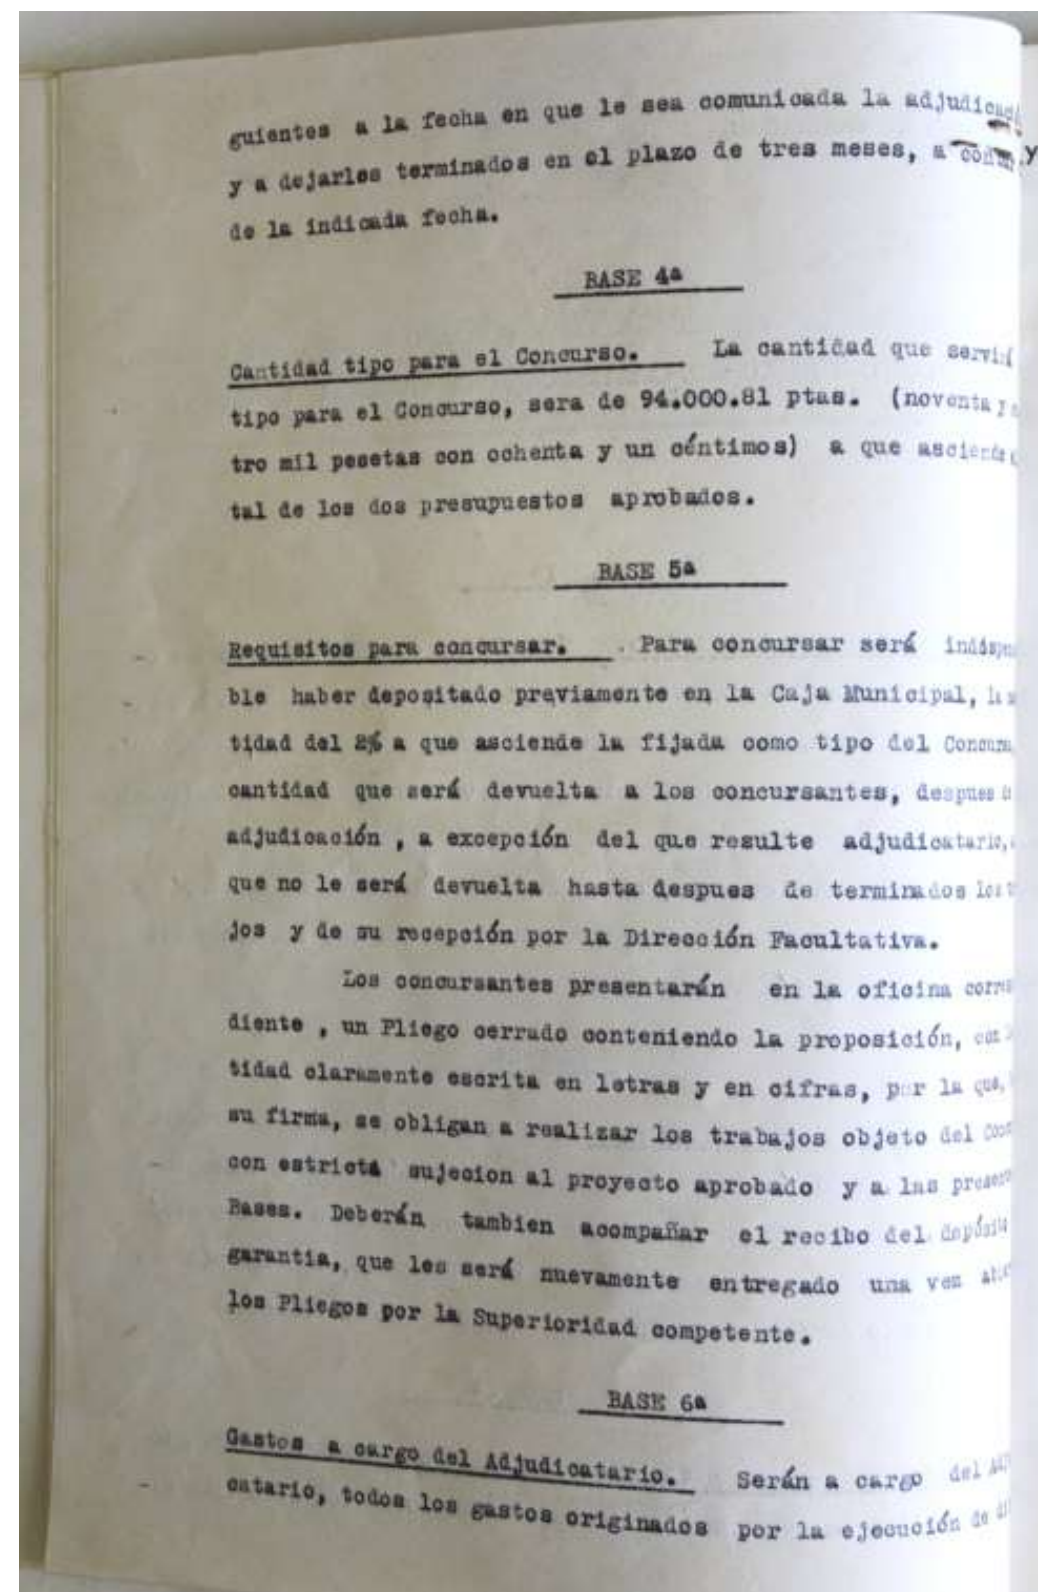 guientes a la fecha en que le sea comunicada la
y a dejarlos terminados en el plazo de tres meses, a
de la indicada fecha.
BASE 4ª
Cantidad tipo para el Concurso. La cantidad que
tipo para el Concurso, sera de 94.000.81 ptas. (noventa y
tro mil pesetas con ochenta y un céntimos) a que asciende
tal de los dos presupuestos aprobados.
BASE 5ª
Requisitos para concursar. Para concursar será
ble haber depositado previamente en la Caja Municipal, la
tidad del 2% a que asciende la fijada como tipo del
cantidad que será devuelta a los concursantes, despues
adjudicación , a excepción del que resulte adjudicatario,
que no le será devuelta hasta despues de terminados los
jos y de su recepción por la Dirección Facultativa.
Los concursantes presentarán en la oficina
diente , un Pliego cerrado conteniendo la proposición,
tidad claramente escrita en letras y en cifras, por la que,
su firma, se obligan a realizar los trabajos objeto del
con estricta sujecion al proyecto aprobado y a las
Bases. Deberán tambien acompañar el recibo del
garantia, que les será nuevamente entregado una vez
los Pliegos por la Superioridad competente.
BASE 6ª
Gastos a cargo del Adjudicatario. Serán a cargo del
catario, todos los gastos originados por la ejecución de